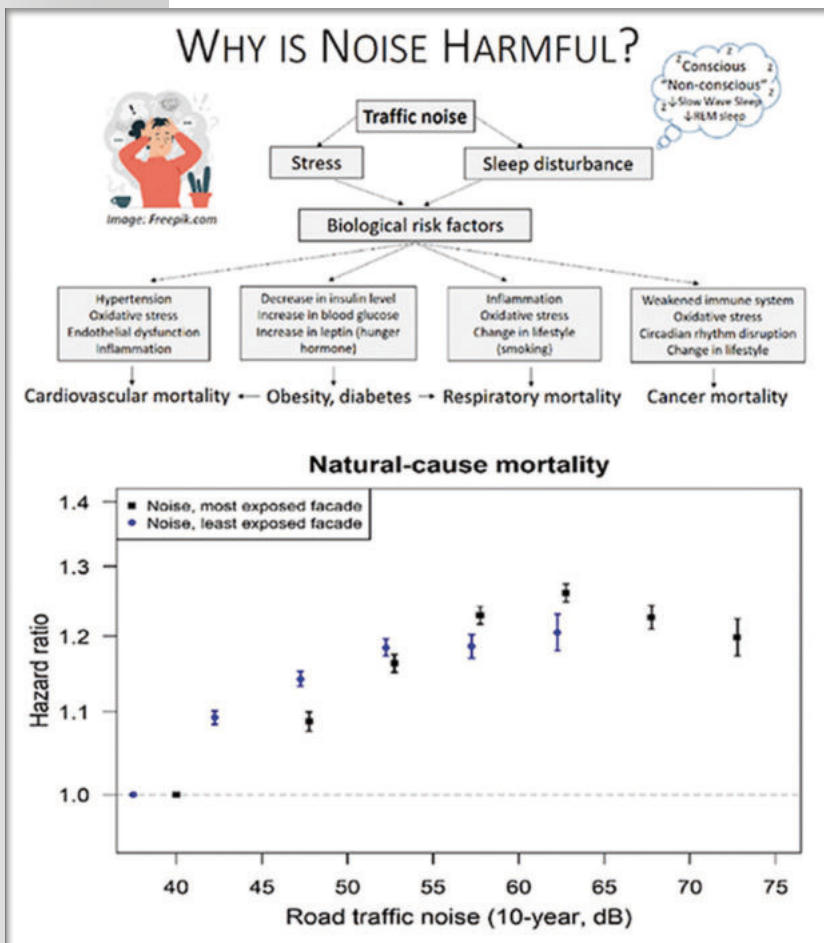 WHY IS NOISE HARMFUL?
z
z Conscious z
"Non-conscious" z
z ↓Slow Wave Sleep
↓REM sleep
Traffic noise
Stress
Sleep disturbance
Image: Freepik.com
Biological risk factors
Hypertension
Oxidative stress
Endothelial dysfunction
Inflammation
Decrease in insulin level
Increase in blood glucose
Increase in leptin (hunger
hormone)
Inflammation
Oxidative stress
Change in lifestyle
(smoking)
Weakened immune system
Oxidative stress
Circadian rhythm disruption
Change in lifestyle
Cardiovascular mortality
Obesity, diabetes
Respiratory mortality
Cancer mortality
Natural-cause mortality
Noise, most exposed facade
Noise, least exposed facade
Hazard ratio
1.4
1.3
1.2
1.1
1.0
40 45 50 55 60 65 70 75
Road traffic noise (10-year, dB)